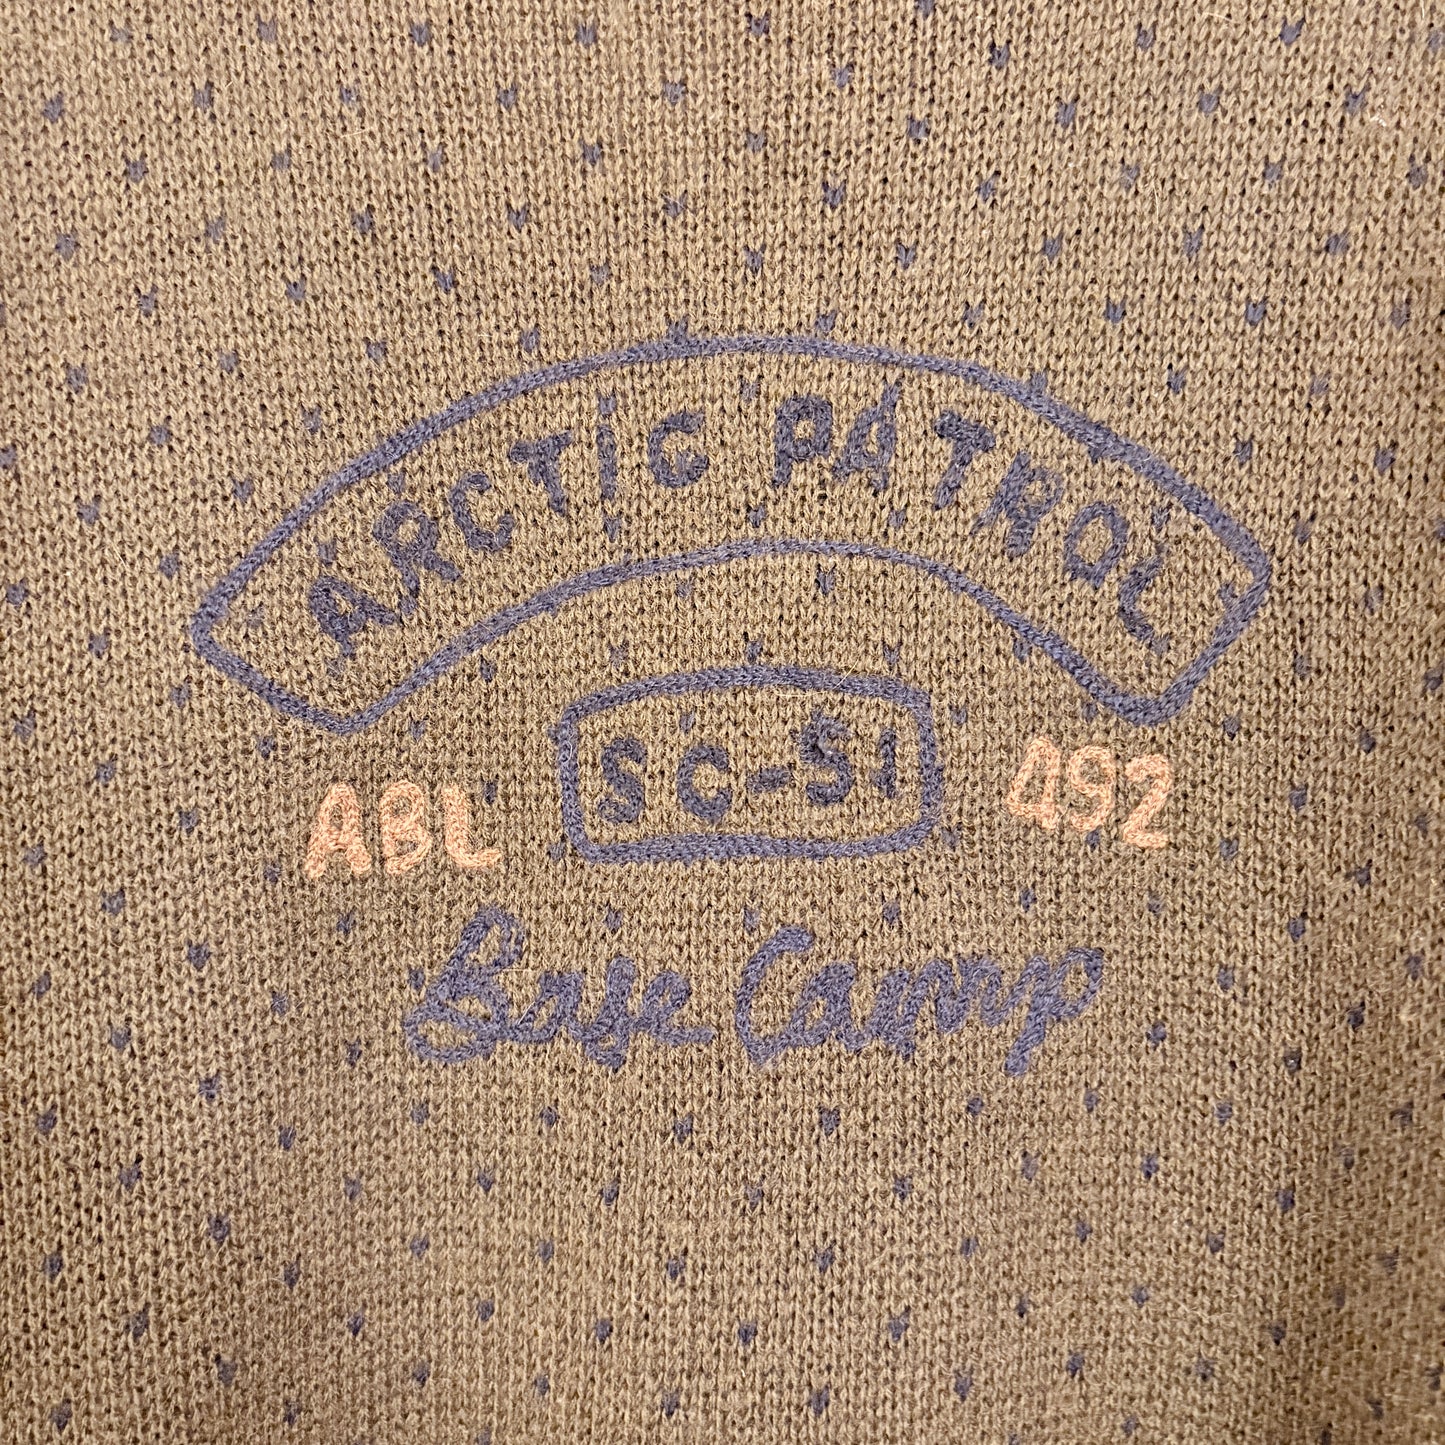 ARCTIC PATROL
SC-51
ABL 492
Base Camp